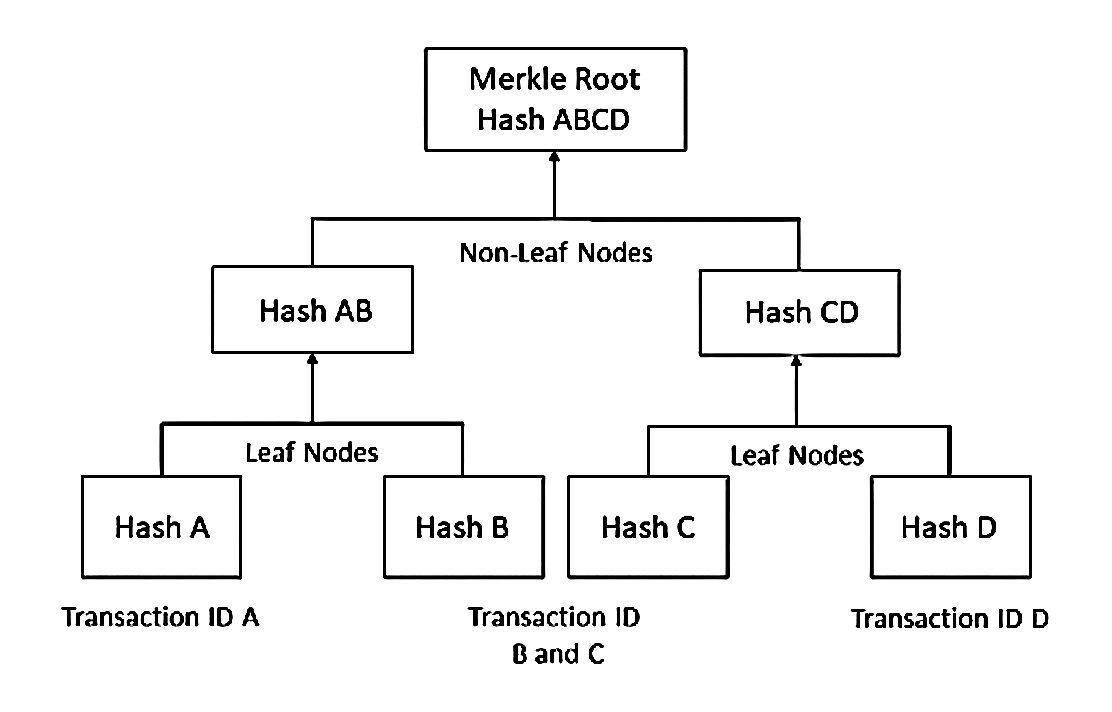 Merkle Root
Hash ABCD
Non-Leaf Nodes
Hash AB
Hash CD
Leaf Nodes
Leaf Nodes
Hash A
Hash B
Hash C
Hash D
Transaction ID A
Transaction ID
B and C
Transaction ID D